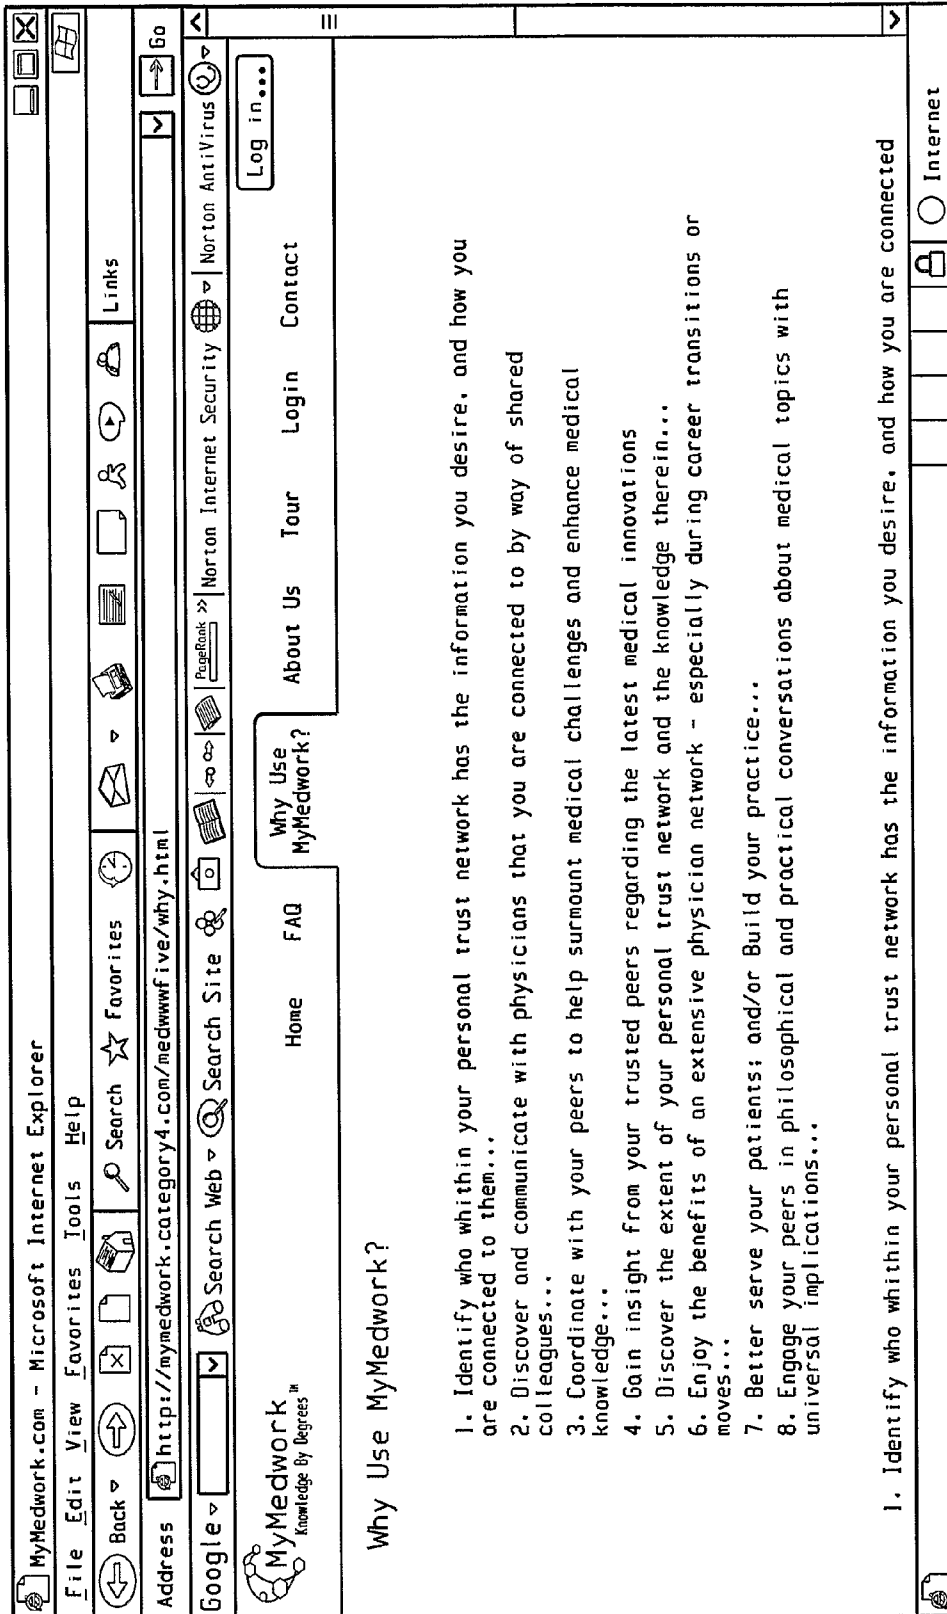 MyMedwork.com - Microsoft Internet Explorer
File Edit View Favorites Tools Help
Back Search Favorites Links
Address http://mymedwork.category4.com/medwwwfive/why.html Go
Google Search Web Search Site PageRank >> Norton Internet Security Norton AntiVirus
MyMedwork
Knowledge By Degrees™
Log in...
Home FAQ Why Use MyMedwork? About Us Tour Login Contact
Why Use MyMedwork?
1. Identify who whithin your personal trust network has the information you desire, and how you
are connected to them...
2. Discover and communicate with physicians that you are connected to by way of shared
colleagues...
3. Coordinate with your peers to help surmount medical challenges and enhance medical
knowledge...
4. Gain insight from your trusted peers regarding the latest medical innovations
5. Discover the extent of your personal trust network and the knowledge therein...
6. Enjoy the benefits of an extensive physician network - especially during career transitions or
moves...
7. Better serve your patients; and/or Build your practice...
8. Engage your peers in philosophical and practical conversations about medical topics with
universal implications...
1. Identify who whithin your personal trust network has the information you desire, and how you are connected
Internet